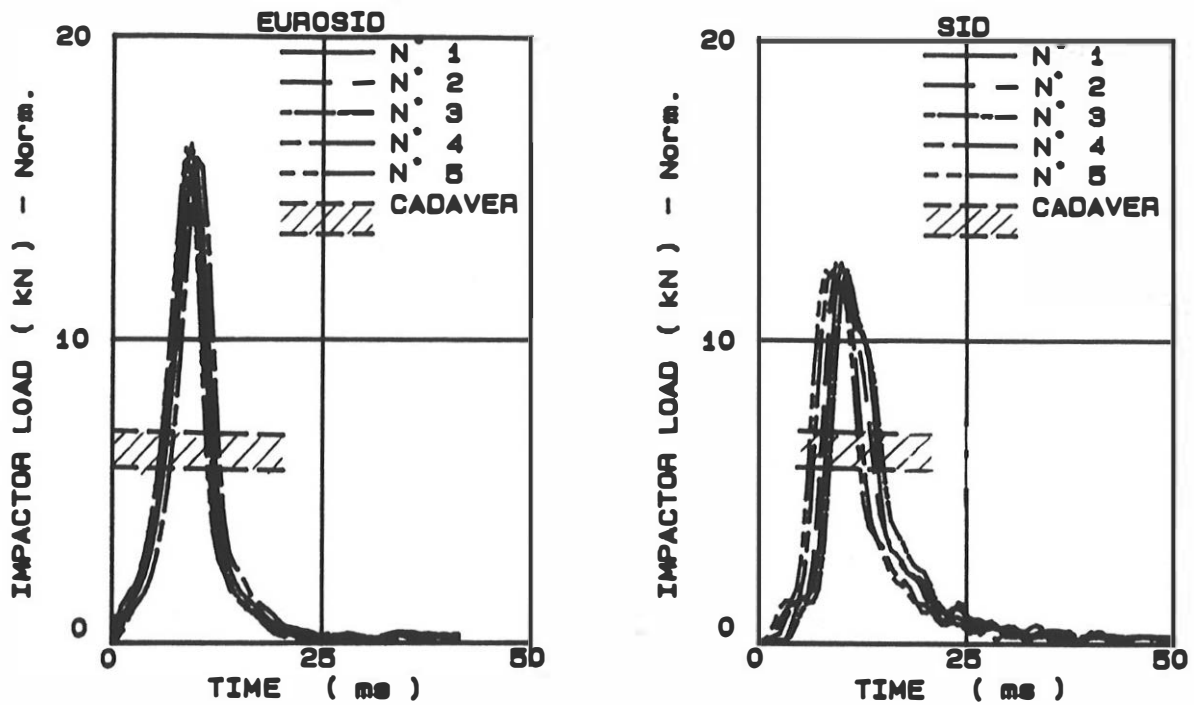 EUROSID
20
N° 1
N° 2
N° 3
N° 4
N° 5
CADAVER
10
0
0
25
50
TIME ( ms )
IMPACTOR LOAD ( kN ) - Norm.
SID
20
N° 1
N° 2
N° 3
N° 4
N° 5
CADAVER
10
0
0
25
50
TIME ( ms )
IMPACTOR LOAD ( kN ) - Norm.